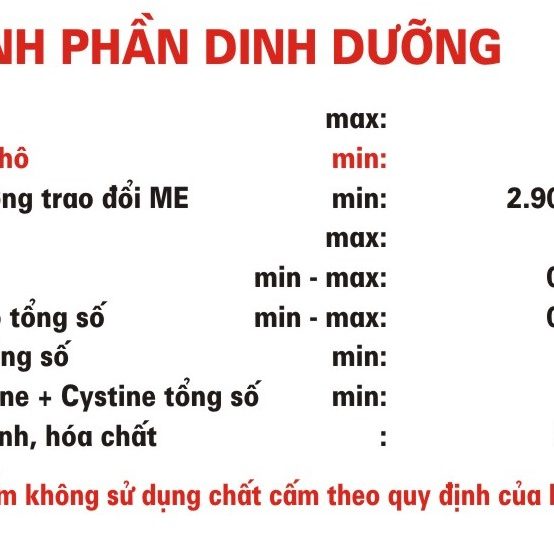 NH PHẦN DINH DƯỠNG
max:
hô min:
ng trao đổi ME min: 2.90
max:
min - max: 0
tổng số min - max: 0
ng số min:
ne + Cystine tổng số min:
nh, hóa chất :
m không sử dụng chất cấm theo quy định của